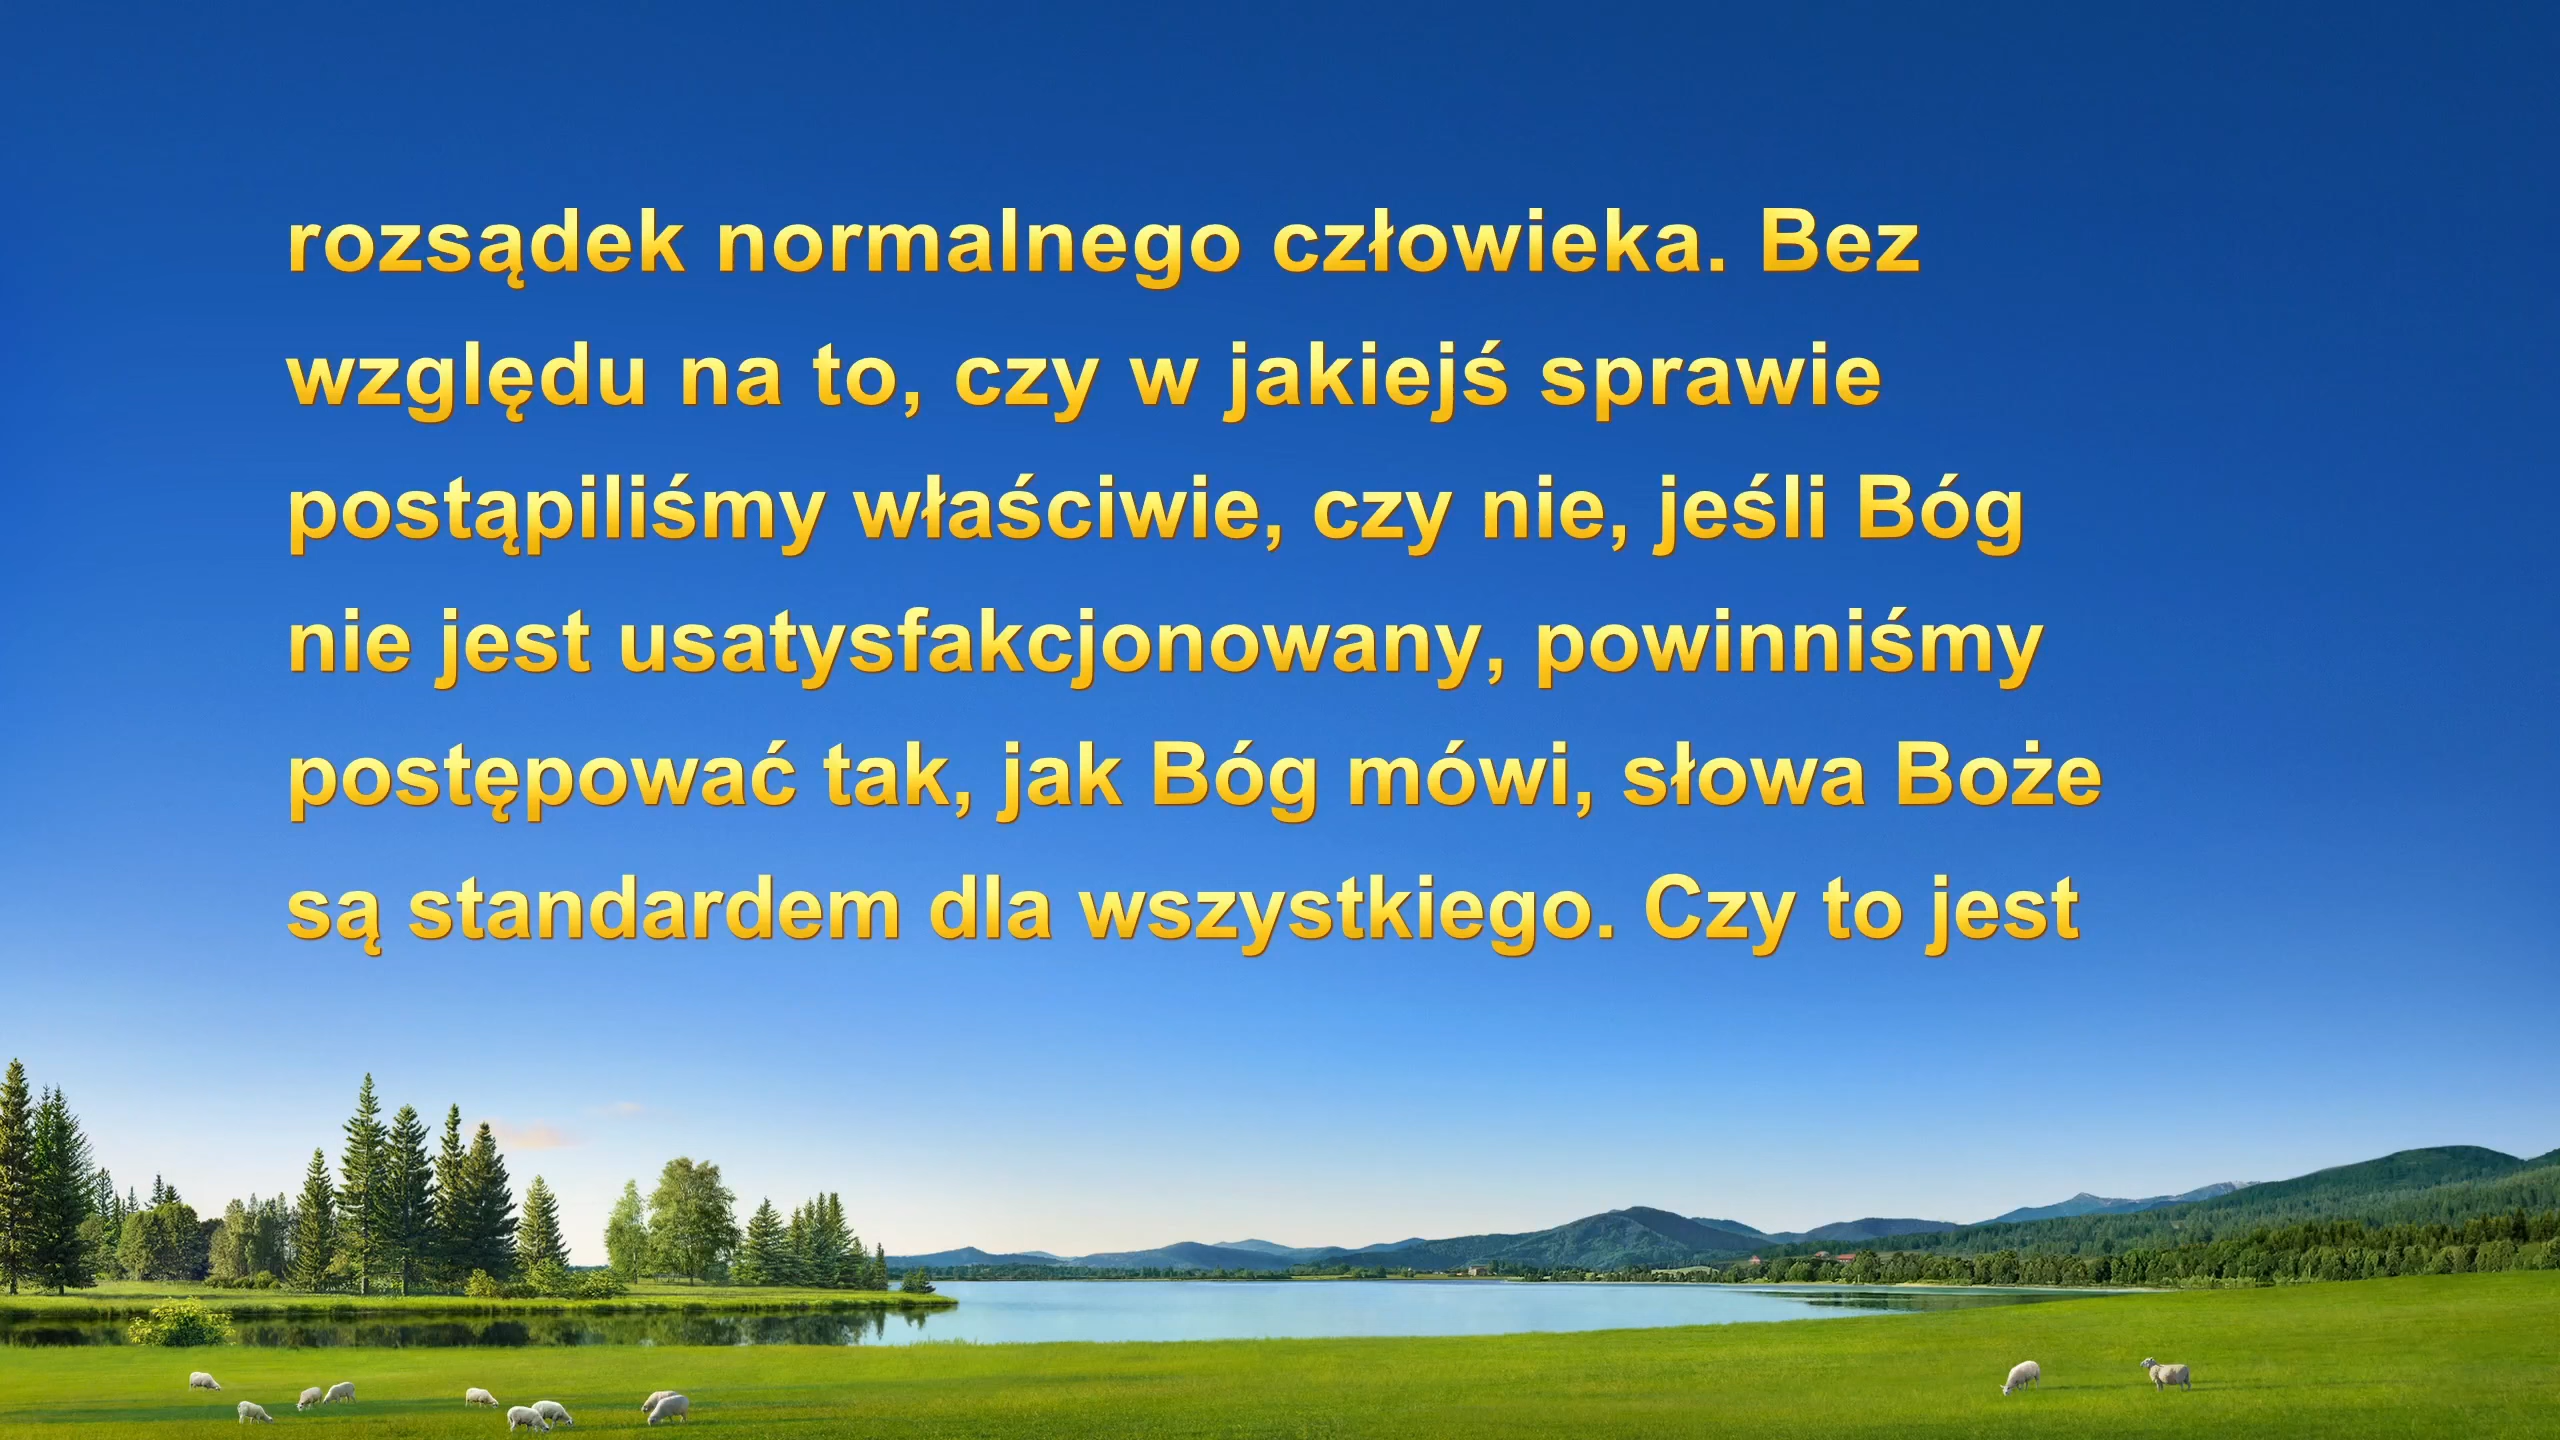 rozsądek normalnego człowieka. Bez
względu na to, czy w jakiejś sprawie
postąpiliśmy właściwie, czy nie, jeśli Bóg
nie jest usatysfakcjonowany, powinniśmy
postępować tak, jak Bóg mówi, słowa Boże
są standardem dla wszystkiego. Czy to jest